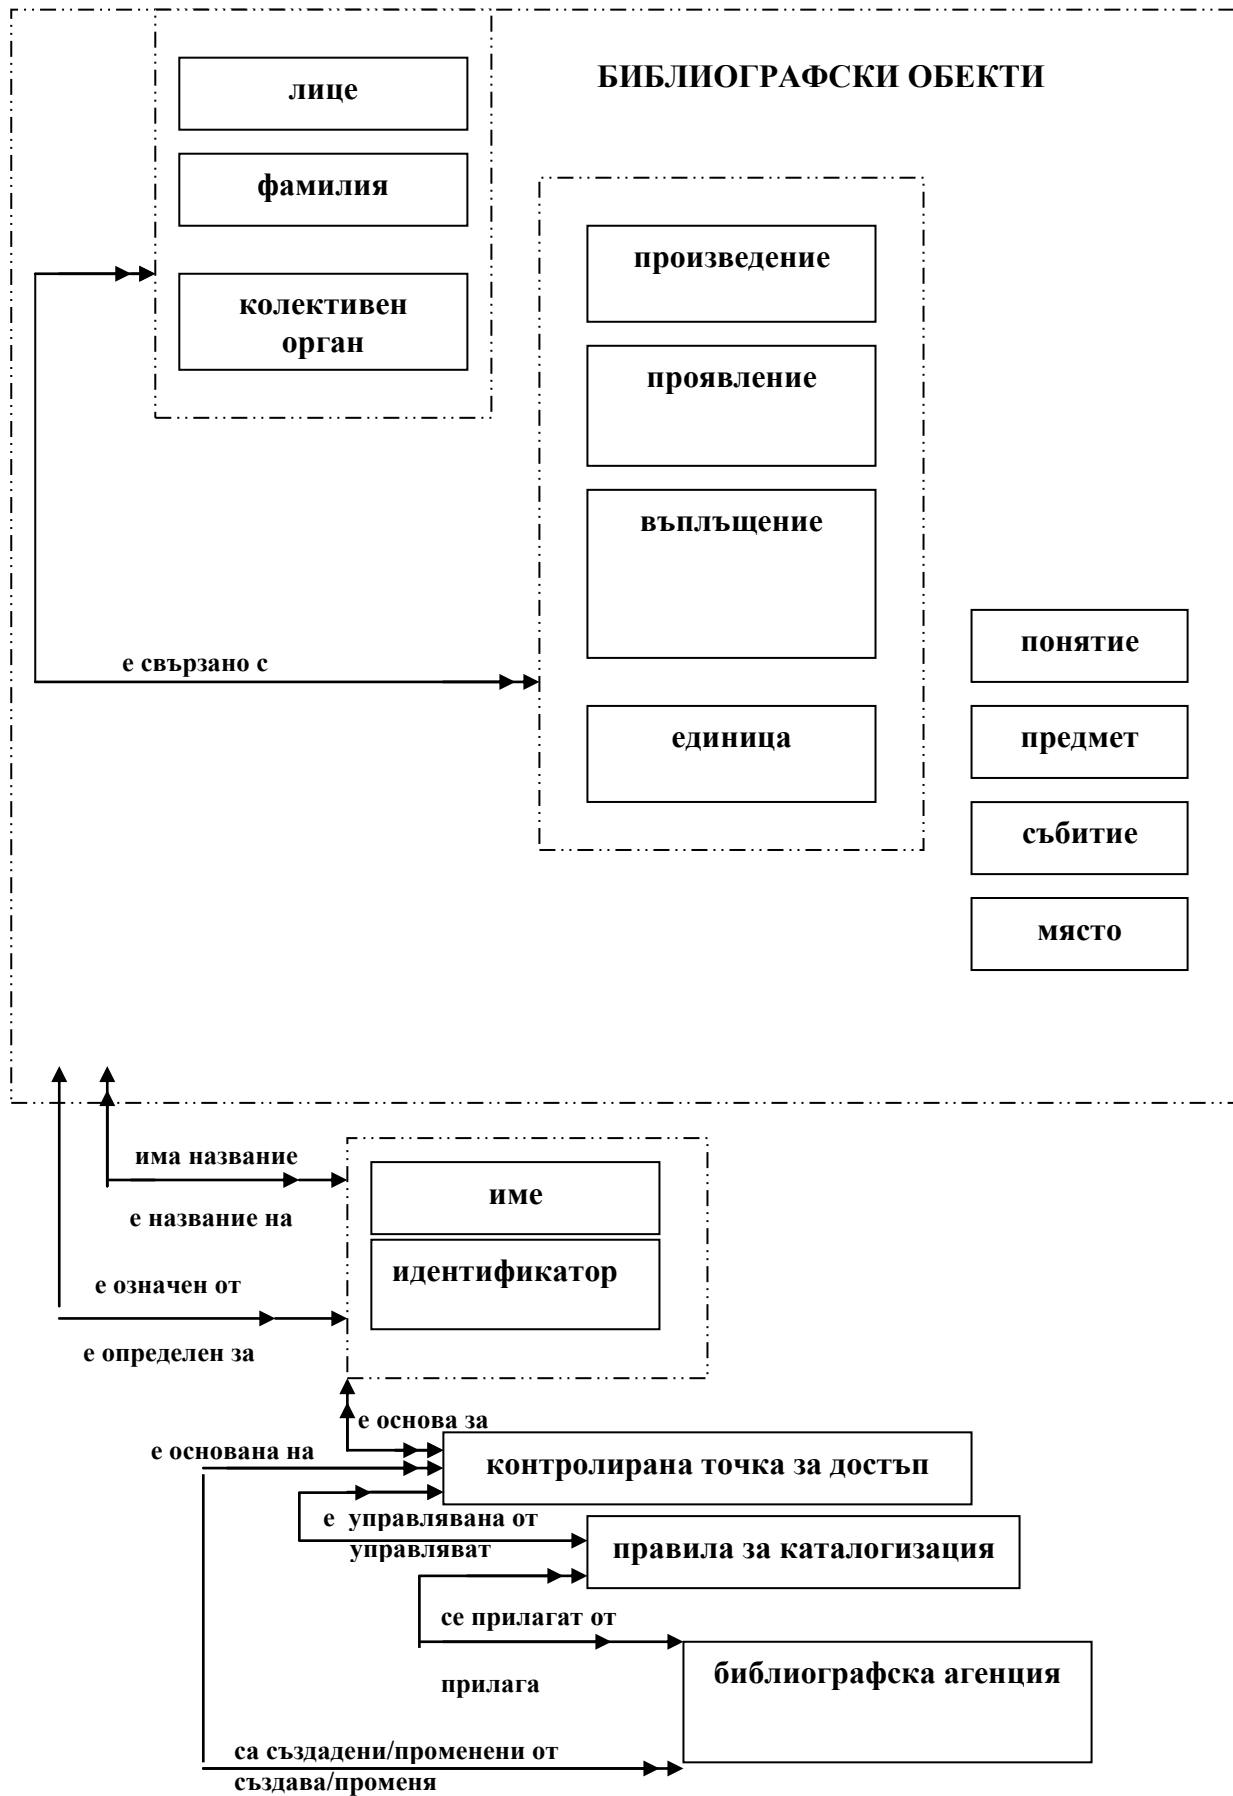 лице
БИБЛИОГРАФСКИ ОБЕКТИ
фамилия
колективен
орган
произведение
проявление
въплъщение
единица
понятие
предмет
събитие
място
е свързано с
има название
е название на
име
идентификатор
е означен от
е определен за
е основа за
е основана на
контролирана точка за достъп
е управлявана от
управляват
правила за каталогизация
се прилагат от
прилага
библиографска агенция
са създадени/променени от
създава/променя